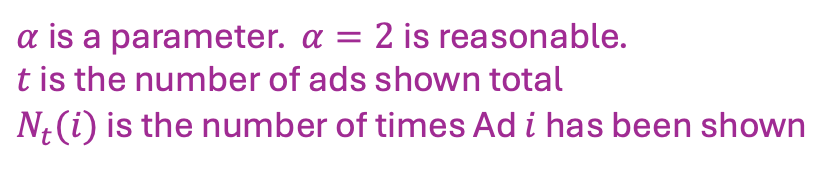 α is a parameter. α = 2 is reasonable.
t is the number of ads shown total
Nₜ(i) is the number of times Ad i has been shown